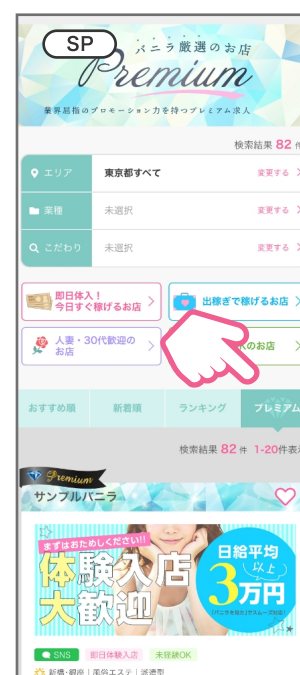 SP
バニラ厳選のお店
Premium
業界屈指のプロモーション力を持つプレミアム求人
検索結果 82 件
エリア 東京都すべて 変更する
業種 未選択 変更する
こだわり 未選択 変更する
即日体入！
今日すぐ稼げるお店
出稼ぎで稼げるお店
人妻・30代歓迎の
お店
のお店
おすすめ順 新着順 ランキング プレミアム
検索結果 82 件 1-20件表示
Premium
サンプルバニラ
まずはおためしください!!
体験入店
大歓迎
日給平均
以上
3万円
SNS 即日体験入店 未経験OK
新橋・銀座｜風俗エステ｜派遣型